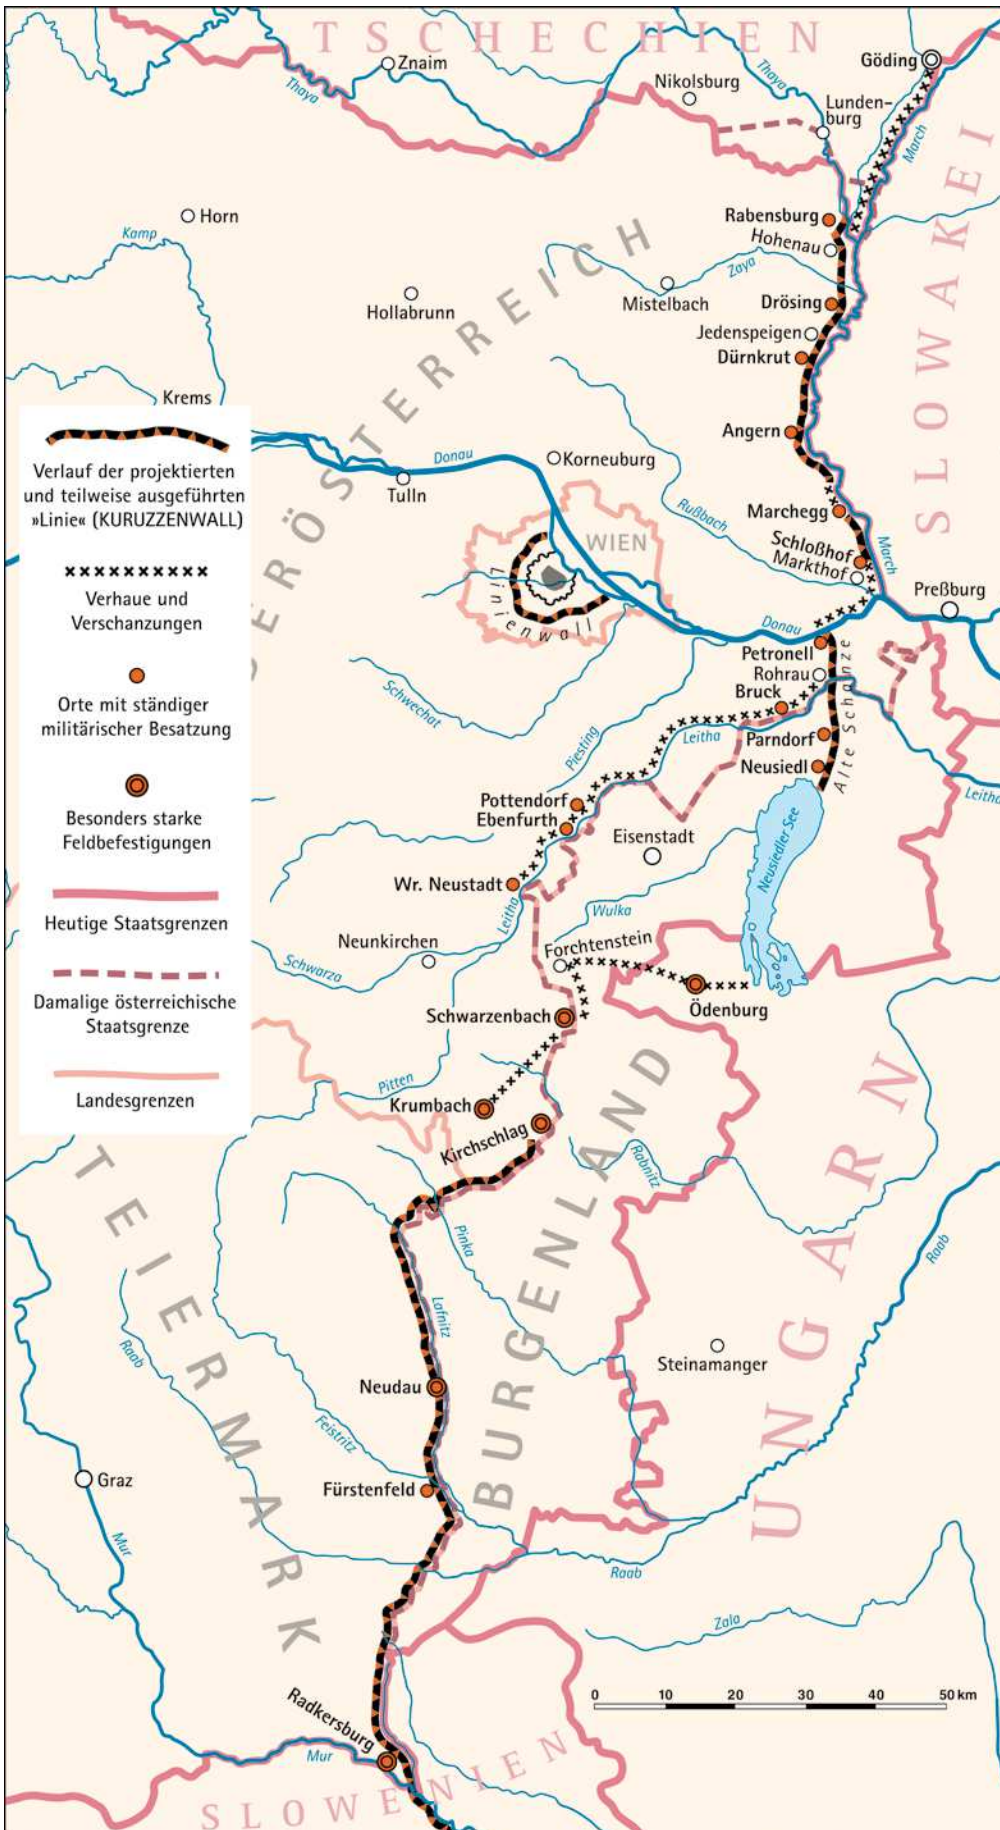 TSCHECHIEN
Göding
Znaim
Thaya
Nikolsburg
Thaya
Lunden-
burg
March
SLOWAKEI
Horn
Kamp
Rabensburg
Hohenau
Zaya
Mistelbach
Hollabrunn
Drösing
Jedenspeigen
Dürnkrut
NIEDERÖSTERREICH
Krems
Angern
Donau
Korneuburg
Tulln
Rußbach
Marchegg
WIEN
Linienwall
Schloßhof
Markthof
March
Preßburg
Donau
Petronell
Rohrau
Bruck
Alte Schanze
Schwechat
Piesting
Leitha
Parndorf
Neusiedl
Leitha
Pottendorf
Ebenfurth
Eisenstadt
Neusiedler See
Wr. Neustadt
Leitha
Wulka
Neunkirchen
Schwarza
Forchtenstein
Ödenburg
Schwarzenbach
Pitten
Krumbach
Kirchschlag
Rabnitz
BURGENLAND
UNGARN
STEIERMARK
Pinka
Raab
Lafnitz
Raab
Steinamanger
Neudau
Feistritz
Graz
Fürstenfeld
Mur
Raab
Zala
Radkersburg
Mur
SLOWENIEN
0 10 20 30 40 50 km
Verlauf der projektierten
und teilweise ausgeführten
»Linie« (KURUZZENWALL)
Verhaue und
Verschanzungen
Orte mit ständiger
militärischer Besatzung
Besonders starke
Feldbefestigungen
Heutige Staatsgrenzen
Damalige österreichische
Staatsgrenze
Landesgrenzen